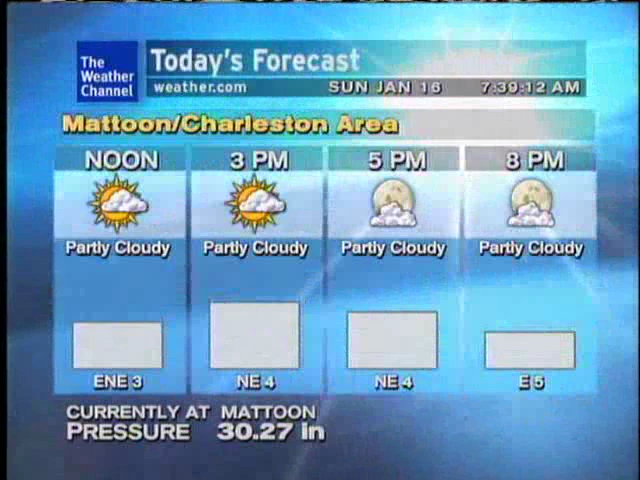 The
Weather
Channel
Today's Forecast
weather.com SUN JAN 16 7:39:12 AM
Mattoon/Charleston Area
NOON 3 PM 5 PM 8 PM
Partly Cloudy Partly Cloudy Partly Cloudy Partly Cloudy
ENE 3 NE 4 NE 4 E 5
CURRENTLY AT MATTOON
PRESSURE 30.27 in